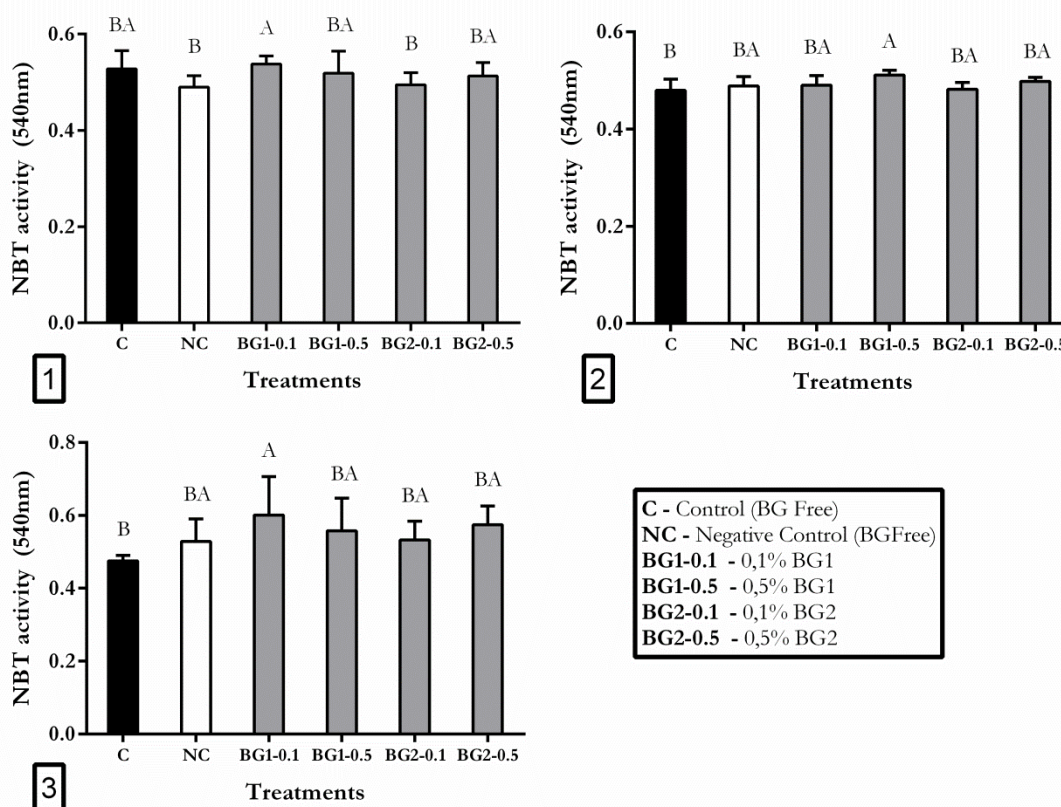 BA B A BA B BA
0.6
0.4
0.2
0.0
NBT activity (540nm)
C NC BG1-0.1 BG1-0.5 BG2-0.1 BG2-0.5
Treatments
1
B BA BA A BA BA
0.6
0.4
0.2
0.0
NBT activity (540nm)
C NC BG1-0.1 BG1-0.5 BG2-0.1 BG2-0.5
Treatments
2
B BA A BA BA BA
0.8
0.6
0.4
0.2
0.0
NBT activity (540nm)
C NC BG1-0.1 BG1-0.5 BG2-0.1 BG2-0.5
Treatments
3
C - Control (BG Free)
NC - Negative Control (BGFree)
BG1-0.1 - 0,1% BG1
BG1-0.5 - 0,5% BG1
BG2-0.1 - 0,1% BG2
BG2-0.5 - 0,5% BG2